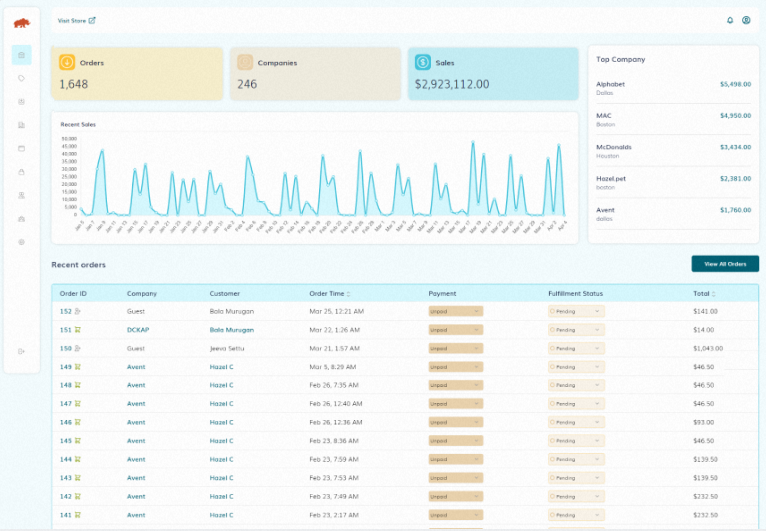 Visit Store
Orders
1,648
Companies
246
Sales
$2,923,112.00
Top Company
Alphabet $5,498.00
Dallas
MAC $4,950.00
Boston
McDonalds $3,434.00
Houston
Hazel.pet $2,381.00
boston
Avent $1,760.00
dallas
Recent Sales
50,000
45,000
40,000
35,000
30,000
25,000
20,000
15,000
10,000
5,000
0
Recent orders
View All Orders
Order ID Company Customer Order Time Payment Fulfillment Status Total
152 Guest Bala Murugan Mar 25, 12:21 AM unpaid Pending $141.00
151 DCKAP Bala Murugan Mar 22, 1:26 AM unpaid Pending $14.00
150 Guest Jeeva Settu Mar 21, 1:57 AM unpaid Pending $1,043.00
149 Avent Hazel C Mar 5, 8:29 AM unpaid Pending $46.50
148 Avent Hazel C Feb 26, 7:35 AM unpaid Pending $46.50
147 Avent Hazel C Feb 26, 12:40 AM unpaid Pending $46.50
146 Avent Hazel C Feb 26, 12:36 AM unpaid Pending $93.00
145 Avent Hazel C Feb 23, 8:36 AM unpaid Pending $46.50
144 Avent Hazel C Feb 23, 7:59 AM unpaid Pending $139.50
143 Avent Hazel C Feb 23, 7:53 AM unpaid Pending $139.50
142 Avent Hazel C Feb 23, 7:49 AM unpaid Pending $232.50
141 Avent Hazel C Feb 23, 2:17 AM unpaid Pending $232.50